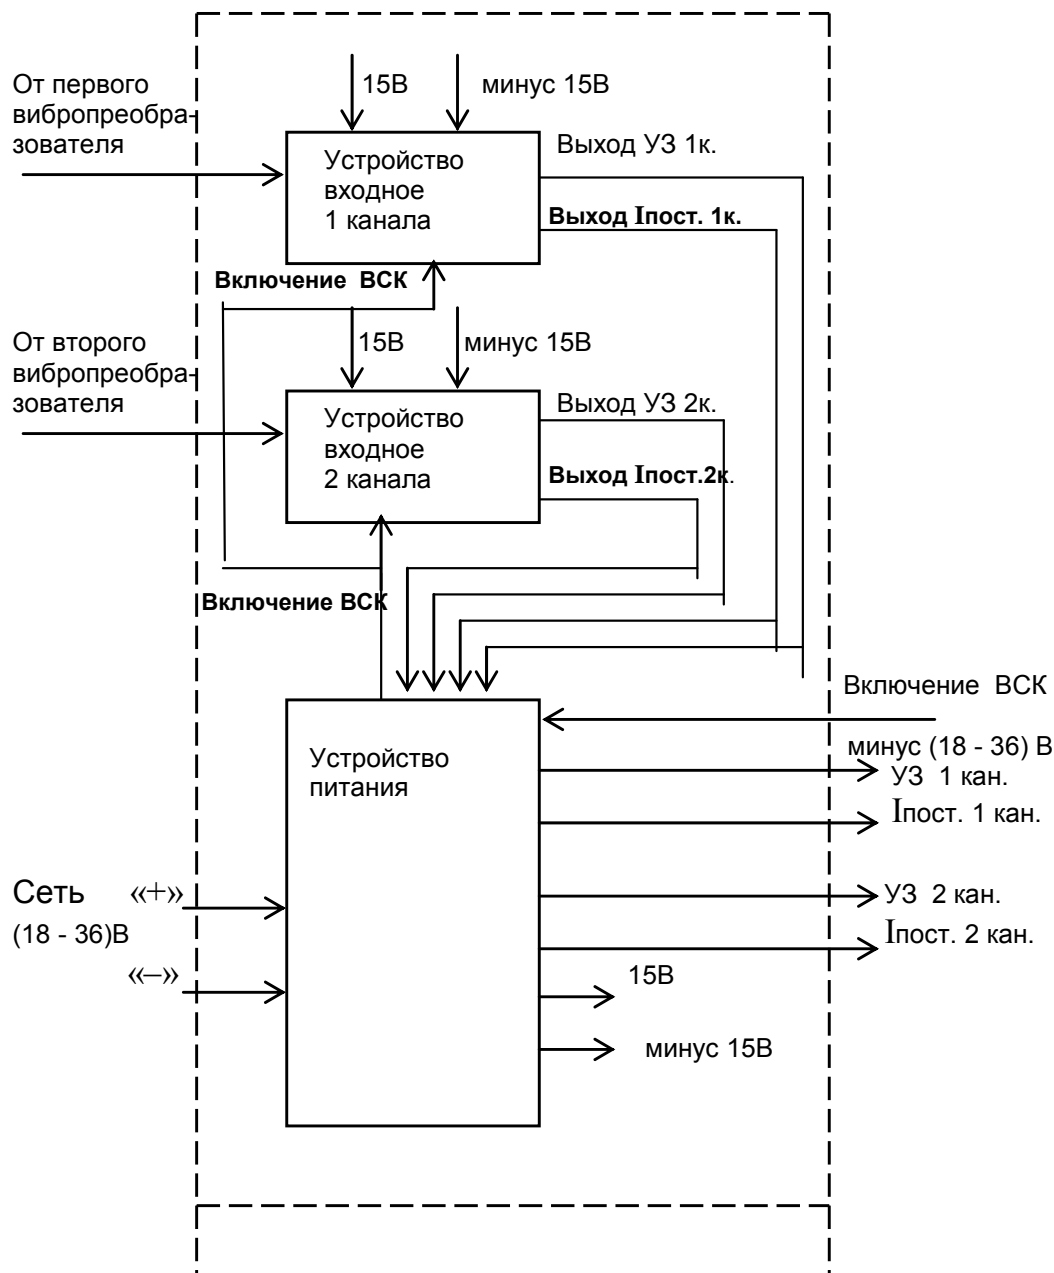 15В
минус 15В
От первого
вибропреобра-
зователя
Выход УЗ 1к.
Устройство
входное
1 канала
Выход Iпост. 1к.
Включение ВСК
15В
минус 15В
От второго
вибропреобра-
зователя
Выход УЗ 2к.
Устройство
входное
2 канала
Выход Iпост.2к.
Включение ВСК
Включение ВСК
минус (18 - 36) В
Устройство
питания
УЗ 1 кан.
Iпост. 1 кан.
Сеть «+»
(18 - 36)В
«–»
УЗ 2 кан.
Iпост. 2 кан.
15В
минус 15В